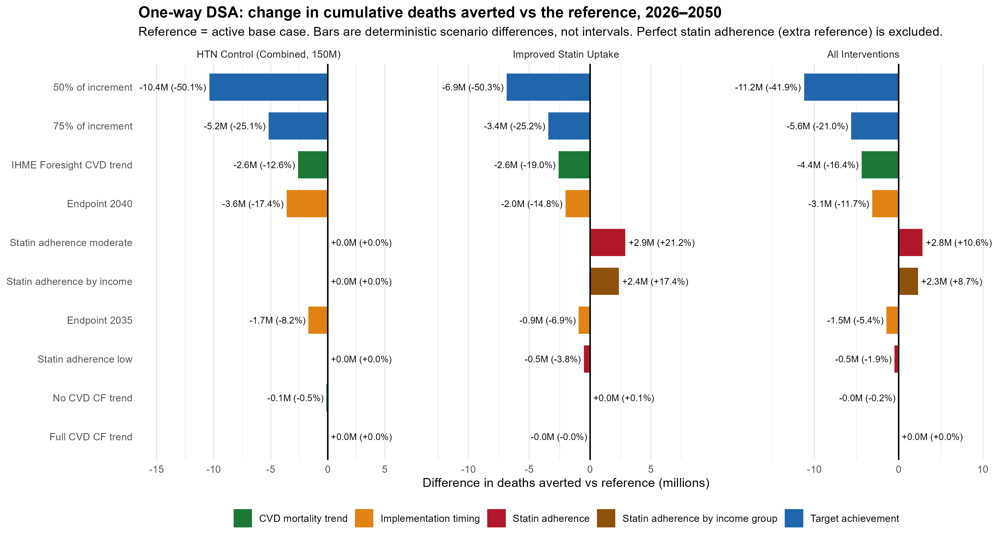 One-way DSA: change in cumulative deaths averted vs the reference, 2026–2050
Reference = active base case. Bars are deterministic scenario differences, not intervals. Perfect statin adherence (extra reference) is excluded.
HTN Control (Combined, 150M) Improved Statin Uptake All Interventions
50% of increment -10.4M (-50.1%) -6.9M (-50.3%) -11.2M (-41.9%)
75% of increment -5.2M (-25.1%) -3.4M (-25.2%) -5.6M (-21.0%)
IHME Foresight CVD trend -2.6M (-12.6%) -2.6M (-19.0%) -4.4M (-16.4%)
Endpoint 2040 -3.6M (-17.4%) -2.0M (-14.8%) -3.1M (-11.7%)
Statin adherence moderate +0.0M (+0.0%) +2.9M (+21.2%) +2.8M (+10.6%)
Statin adherence by income +0.0M (+0.0%) +2.4M (+17.4%) +2.3M (+8.7%)
Endpoint 2035 -1.7M (-8.2%) -0.9M (-6.9%) -1.5M (-5.4%)
Statin adherence low +0.0M (+0.0%) -0.5M (-3.8%) -0.5M (-1.9%)
No CVD CF trend -0.1M (-0.5%) +0.0M (+0.1%) -0.0M (-0.2%)
Full CVD CF trend +0.0M (+0.0%) -0.0M (-0.0%) +0.0M (+0.0%)
-15 -10 -5 0 5 -10 -5 0 5 -10 0 10
Difference in deaths averted vs reference (millions)
CVD mortality trend Implementation timing Statin adherence Statin adherence by income group Target achievement